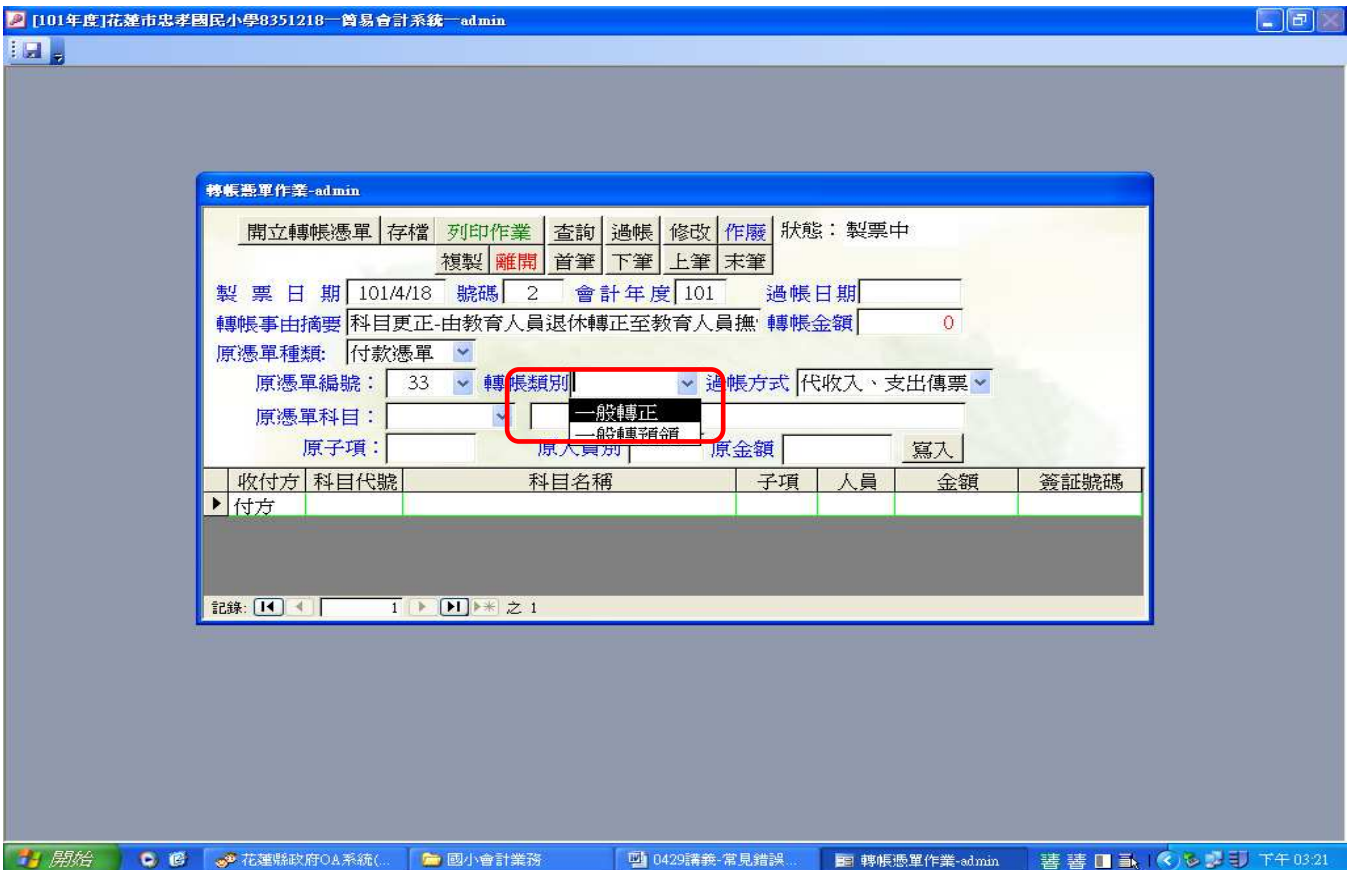 [101年度]花蓮市忠孝國民小學8351218--簡易會計系統--admin
轉帳憑單作業-admin
開立轉帳憑單 存檔 列印作業 查詢 過帳 修改 作廢 狀態：製票中
複製 離開 首筆 下筆 上筆 末筆
製票日期 101/4/18 號碼 2 會計年度 101 過帳日期
轉帳事由摘要 科目更正-由教育人員退休轉正至教育人員撫 轉帳金額 0
原憑單種類: 付款憑單
原憑單編號： 33 轉帳類別 過帳方式 代收入、支出傳票
一般轉正
原憑單科目：
一般轉預領
原子項： 原人員別 原金額 寫入
收付方 科目代號 科目名稱 子項 人員 金額 簽証號碼
付方
記錄: 1 之 1
開始 花蓮縣政府OA系統(... 國小會計業務 0429講義-常見錯誤... 轉帳憑單作業-admin 下午 03:21